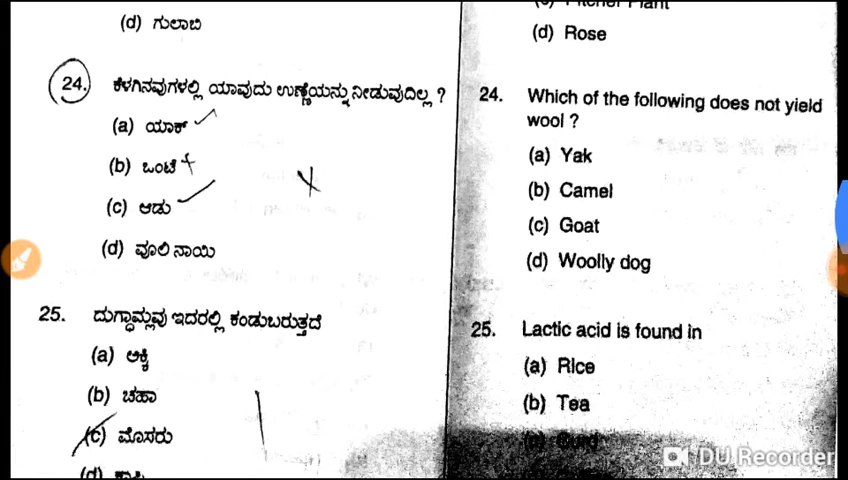 (d) ಗುಲಾಬಿ
24. ಕೆಳಗಿನವುಗಳಲ್ಲಿ ಯಾವುದು ಉಣ್ಣೆಯನ್ನು ನೀಡುವುದಿಲ್ಲ ?
(a) ಯಾಕ್
(b) ಒಂಟೆ
(c) ಆಡು
(d) ವೂಲಿ ನಾಯಿ
25. ದುಗ್ಧಾಮ್ಲವು ಇದರಲ್ಲಿ ಕಂಡುಬರುತ್ತದೆ
(a) ಅಕ್ಕಿ
(b) ಚಹಾ
(c) ಮೊಸರು
(d) Rose
24. Which of the following does not yield
wool ?
(a) Yak
(b) Camel
(c) Goat
(d) Woolly dog
25. Lactic acid is found in
(a) Rice
(b) Tea
(c) Curd
DU Recorder